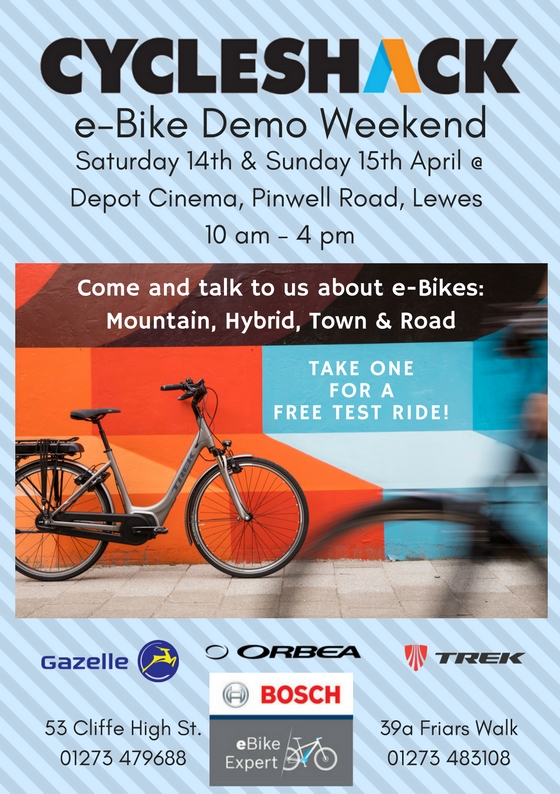 CYCLESHACK
e-Bike Demo Weekend
Saturday 14th & Sunday 15th April @
Depot Cinema, Pinwell Road, Lewes
10 am - 4 pm
Come and talk to us about e-Bikes:
Mountain, Hybrid, Town & Road
TAKE ONE
FOR A
FREE TEST RIDE!
TREK
Gazelle
ORBEA
TREK
BOSCH
eBike
Expert
53 Cliffe High St.
01273 479688
39a Friars Walk
01273 483108